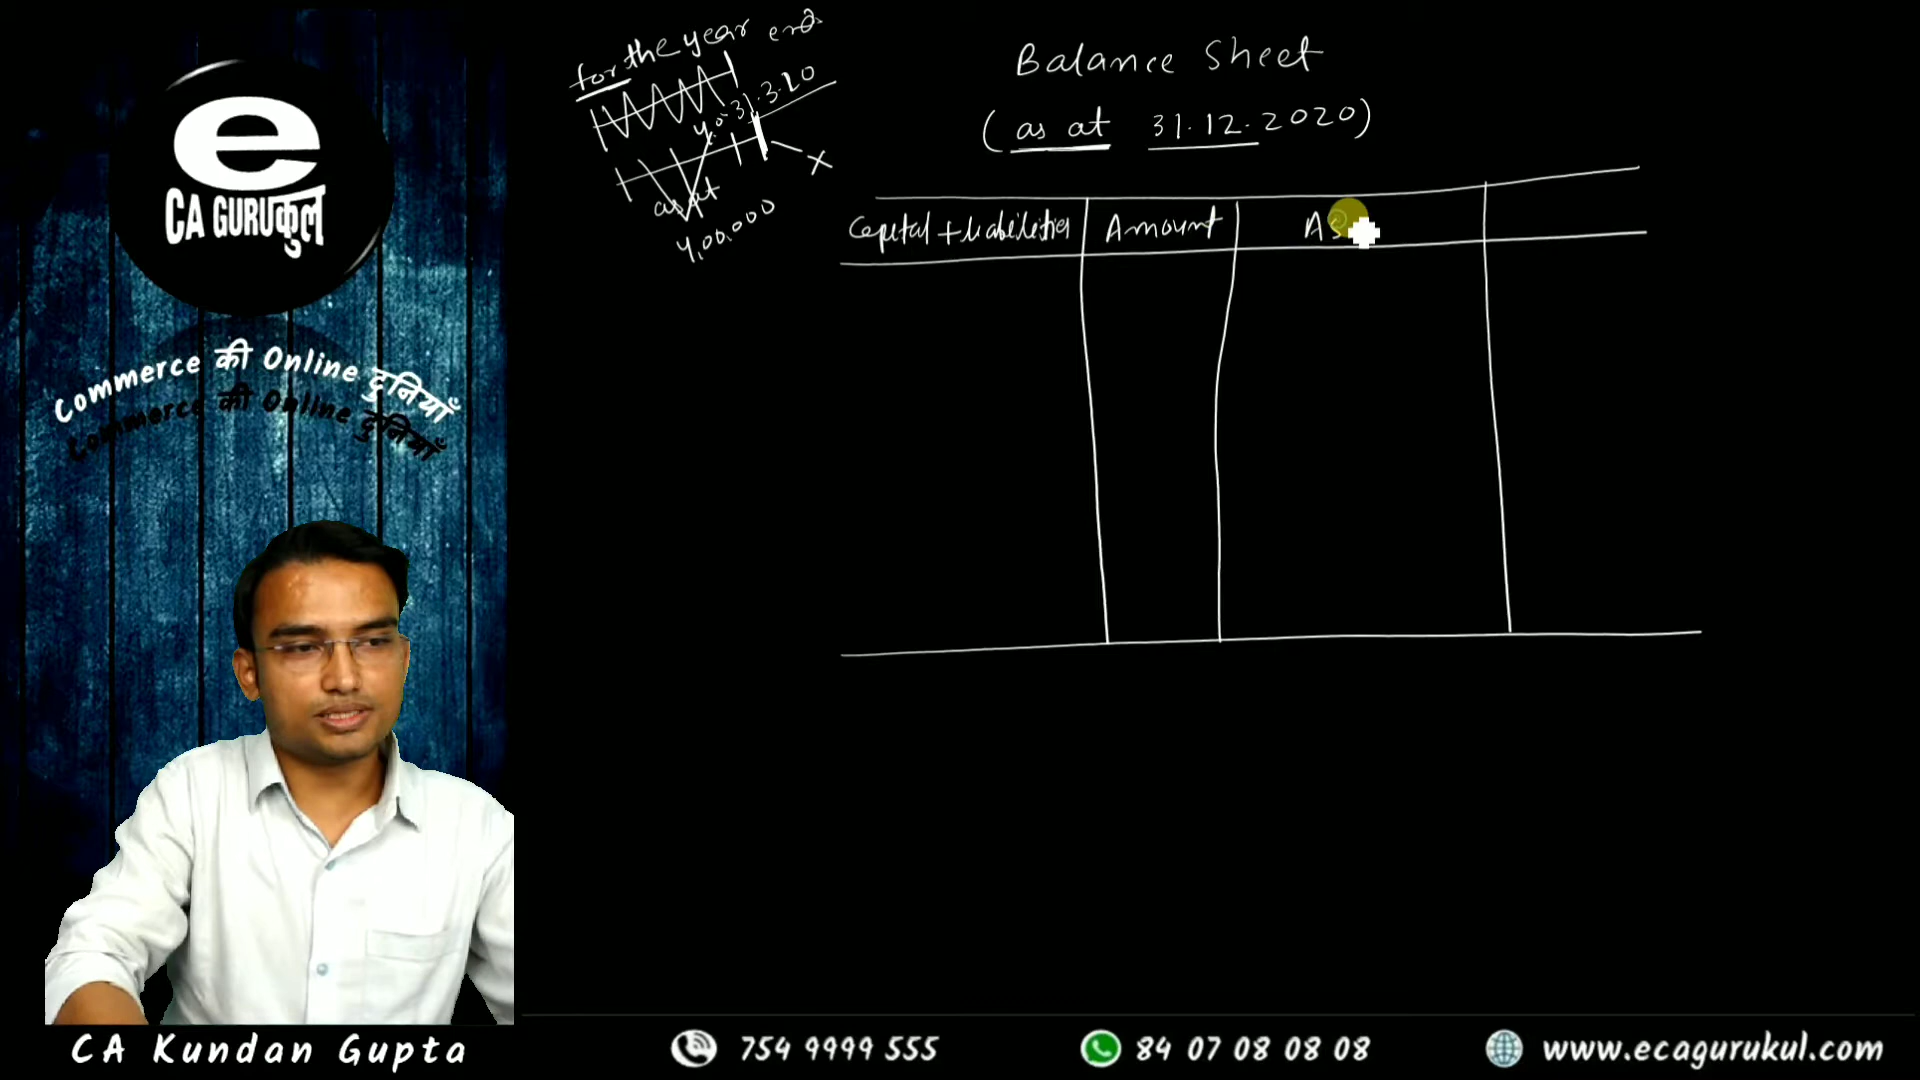 e
CA GURUकुल
Commerce की Online दुनियाँ
Commerce की Online दुनियाँ
for the year end
31.3.20
as at
4,00,000
X
Balance Sheet
(as at 31.12.2020)
Capital + Liabilities Amount As
CA Kundan Gupta
754 9999 555
84 07 08 08 08
www.ecagurukul.com